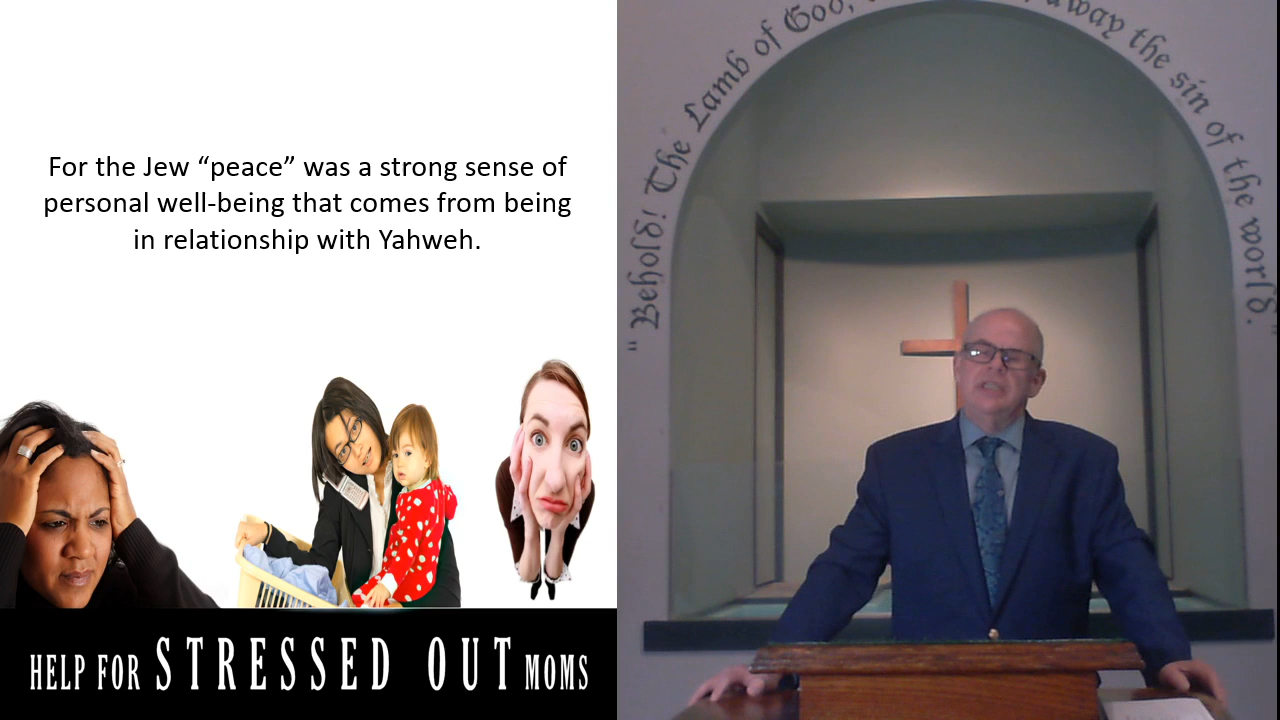 For the Jew “peace” was a strong sense of
personal well-being that comes from being
in relationship with Yahweh.
HELP FOR STRESSED OUT MOMS
"Behold! The Lamb of God, away the sin of the world."